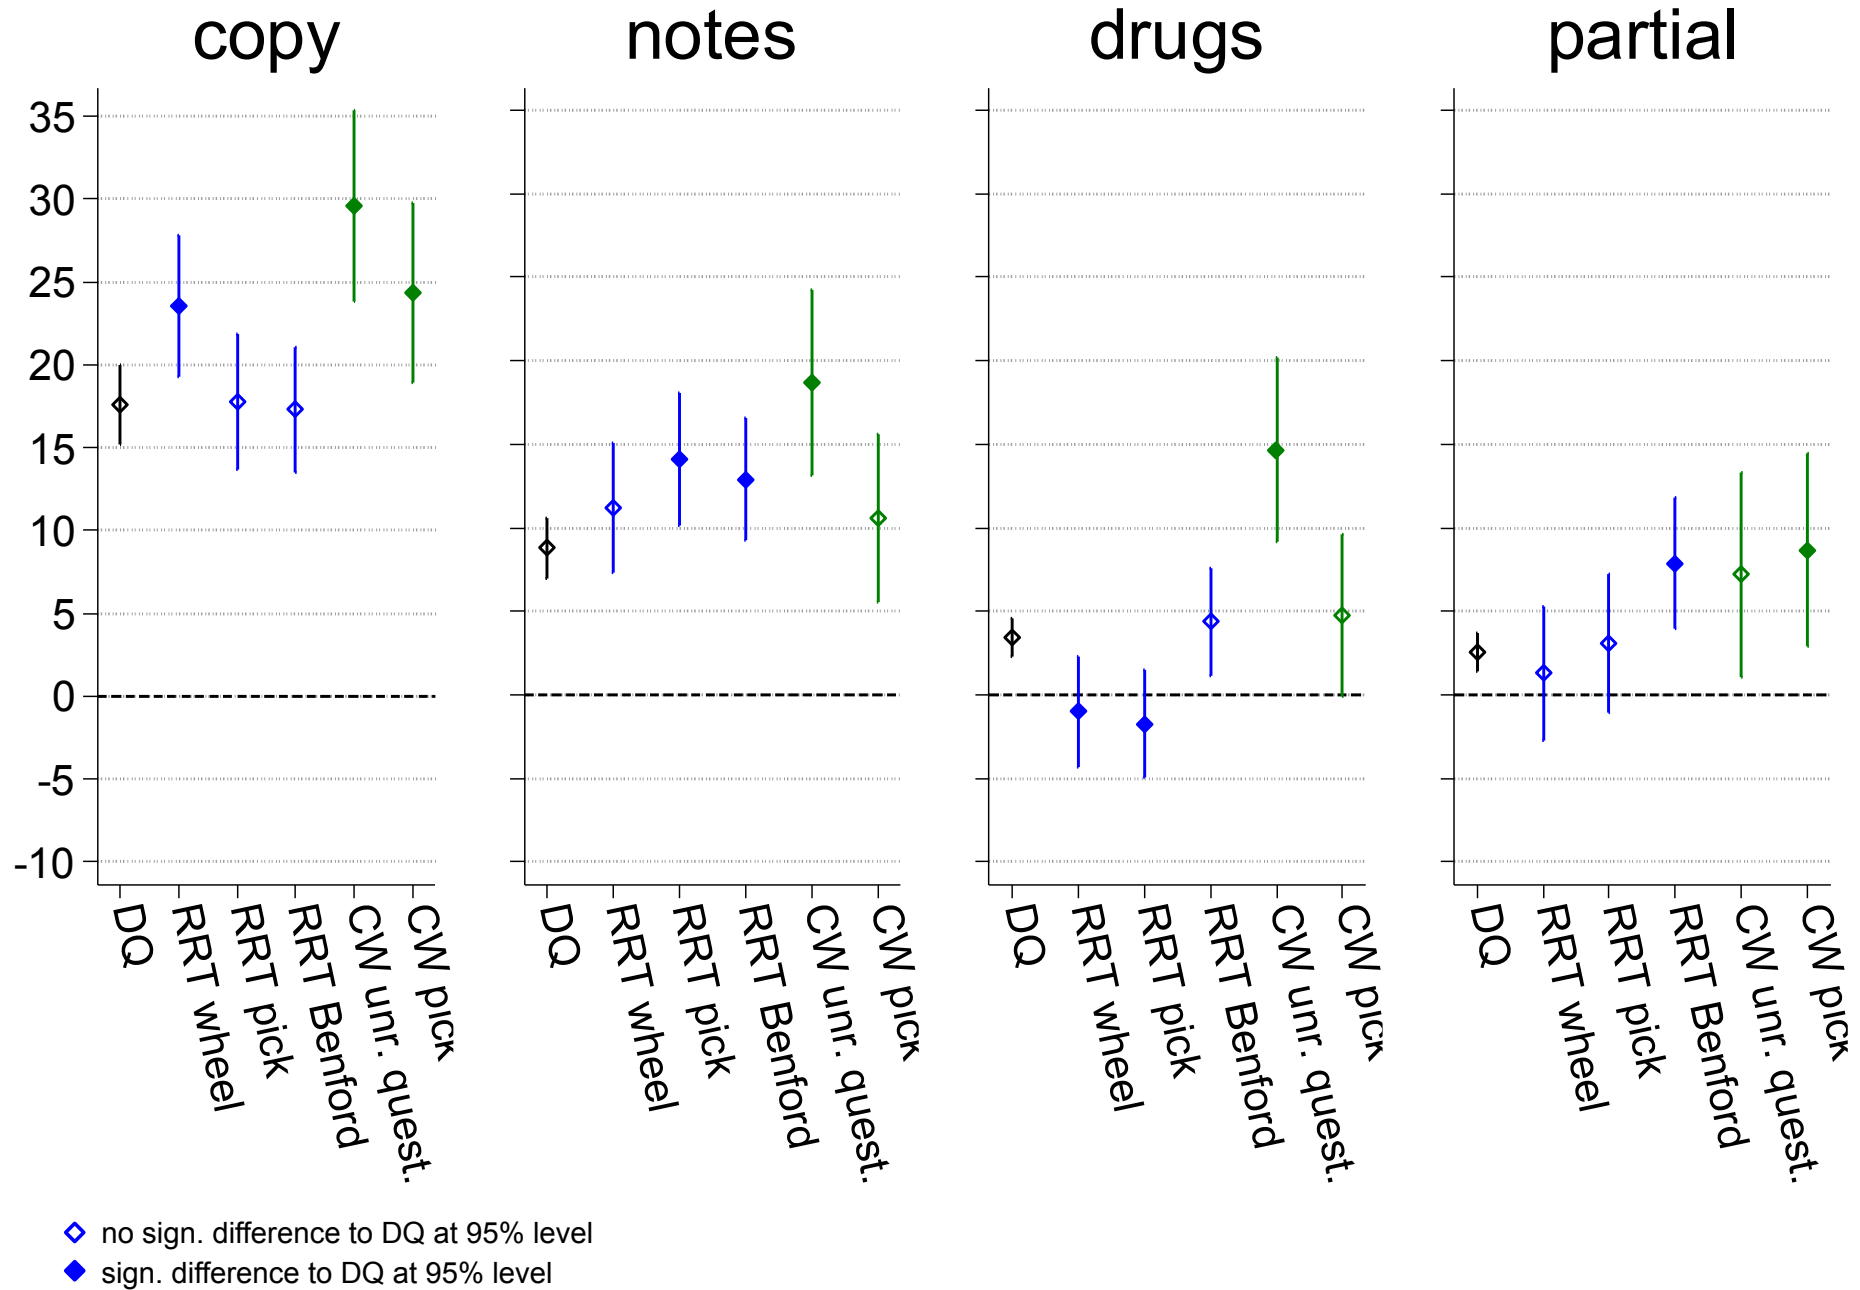 copy notes drugs partial
35
30
25
20
15
10
5
0
-5
-10
DQ
RRT wheel
RRT pick
RRT Benford
CW unr. quest.
CW pick
DQ
RRT wheel
RRT pick
RRT Benford
CW unr. quest.
CW pick
DQ
RRT wheel
RRT pick
RRT Benford
CW unr. quest.
CW pick
DQ
RRT wheel
RRT pick
RRT Benford
CW unr. quest.
CW pick
no sign. difference to DQ at 95% level
sign. difference to DQ at 95% level